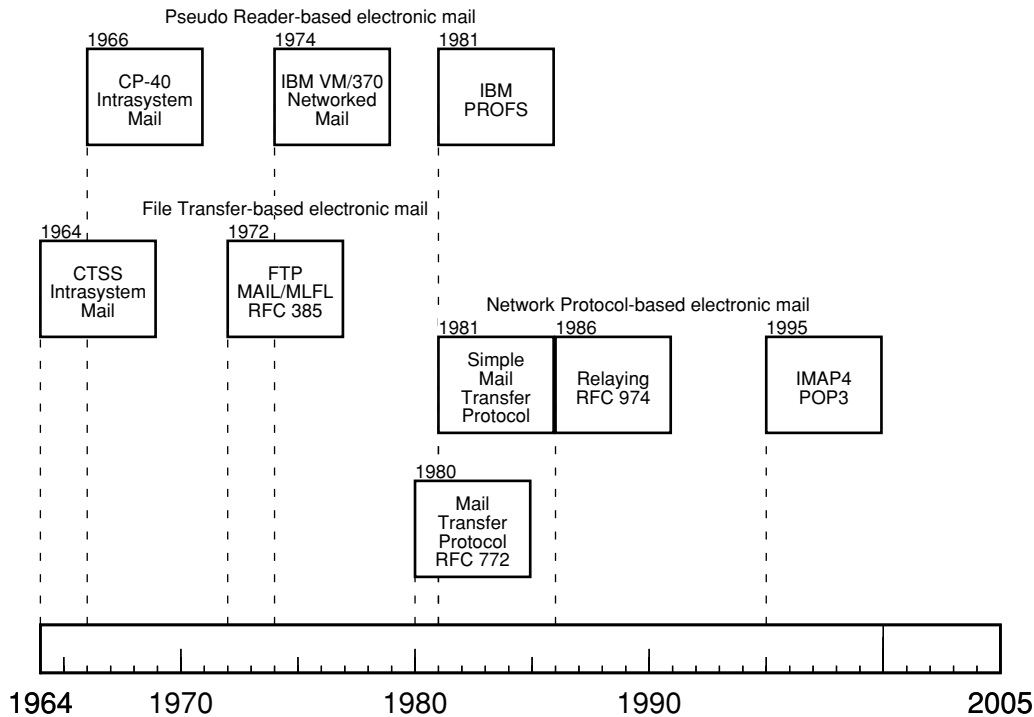 Pseudo Reader-based electronic mail
1966
CP-40
Intrasystem
Mail
1974
IBM VM/370
Networked
Mail
1981
IBM
PROFS
File Transfer-based electronic mail
1964
CTSS
Intrasystem
Mail
1972
FTP
MAIL/MLFL
RFC 385
Network Protocol-based electronic mail
1981
Simple
Mail
Transfer
Protocol
1986
Relaying
RFC 974
1995
IMAP4
POP3
1980
Mail
Transfer
Protocol
RFC 772
1964 1970 1980 1990 2005